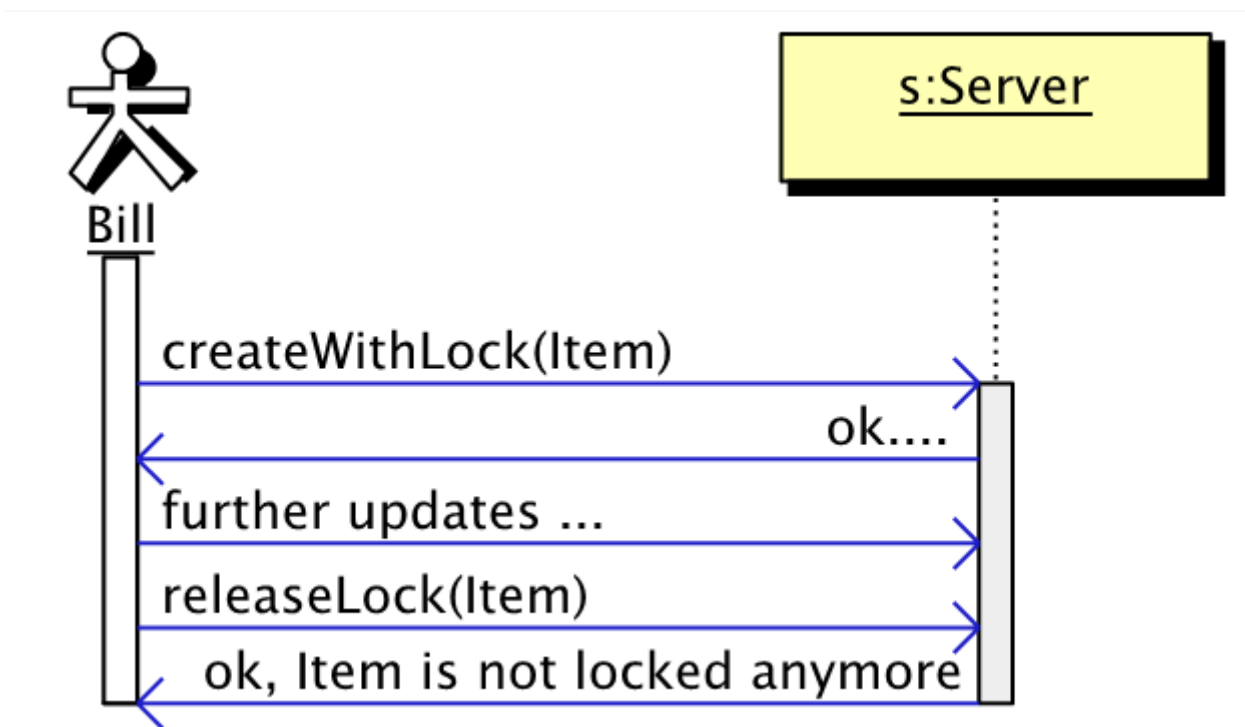 s:Server
Bill
createWithLock(Item)
ok....
further updates ...
releaseLock(Item)
ok, Item is not locked anymore